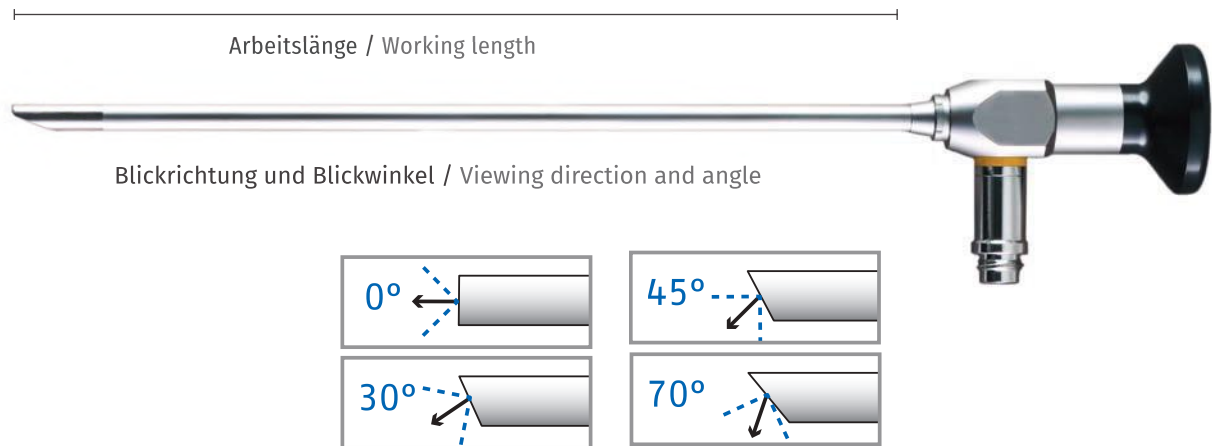 Arbeitslänge / Working length
Blickrichtung und Blickwinkel / Viewing direction and angle
0°
45°
30°
70°